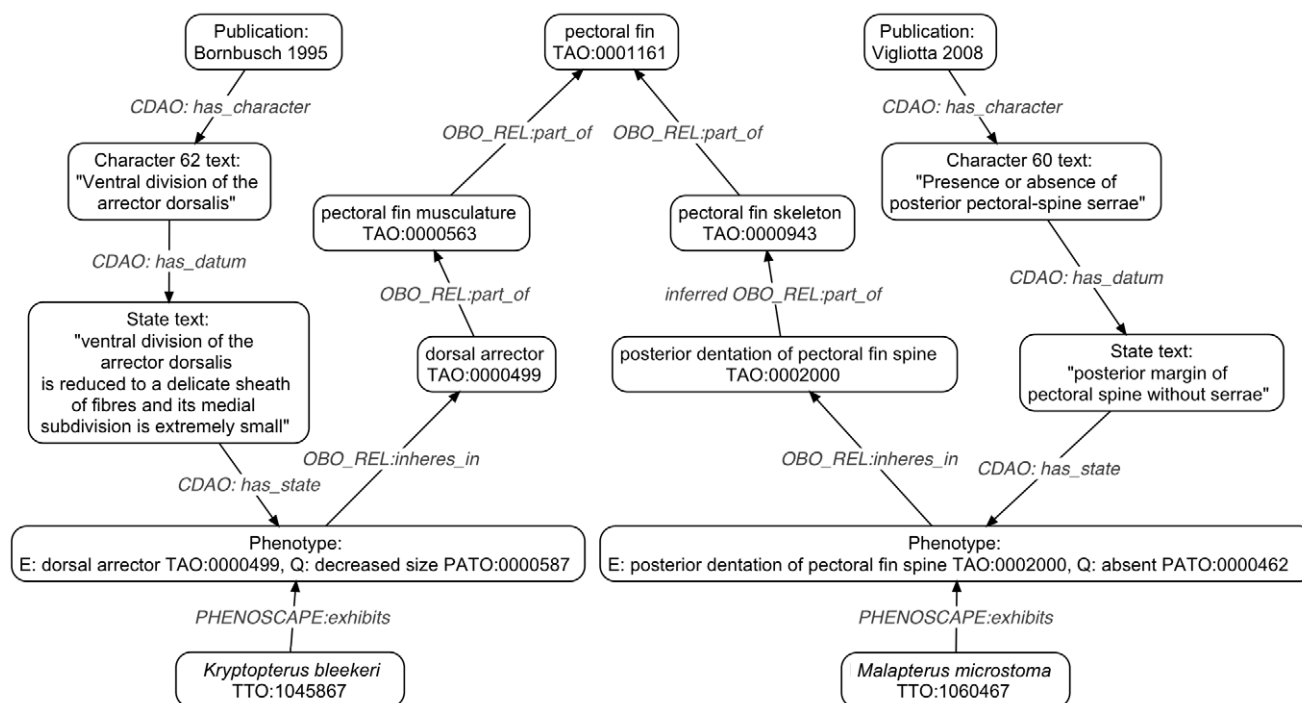 Publication:
Bornbusch 1995
pectoral fin
TAO:0001161
Publication:
Vigliotta 2008
CDAO: has_character
OBO_REL:part_of
OBO_REL:part_of
CDAO: has_character
Character 62 text:
"Ventral division of the
arrector dorsalis"
Character 60 text:
"Presence or absence of
posterior pectoral-spine serrae"
pectoral fin musculature
TAO:0000563
pectoral fin skeleton
TAO:0000943
CDAO: has_datum
OBO_REL:part_of
inferred OBO_REL:part_of
CDAO: has_datum
State text:
"ventral division of the
arrector dorsalis
is reduced to a delicate sheath
of fibres and its medial
subdivision is extremely small"
dorsal arrector
TAO:0000499
posterior dentation of pectoral fin spine
TAO:0002000
State text:
"posterior margin of
pectoral spine without serrae"
CDAO: has_state
OBO_REL:inheres_in
OBO_REL:inheres_in
CDAO: has_state
Phenotype:
E: dorsal arrector TAO:0000499, Q: decreased size PATO:0000587
Phenotype:
E: posterior dentation of pectoral fin spine TAO:0002000, Q: absent PATO:0000462
PHENOSCAPE:exhibits
PHENOSCAPE:exhibits
Kryptopterus bleekeri
TTO:1045867
Malapterus microstoma
TTO:1060467